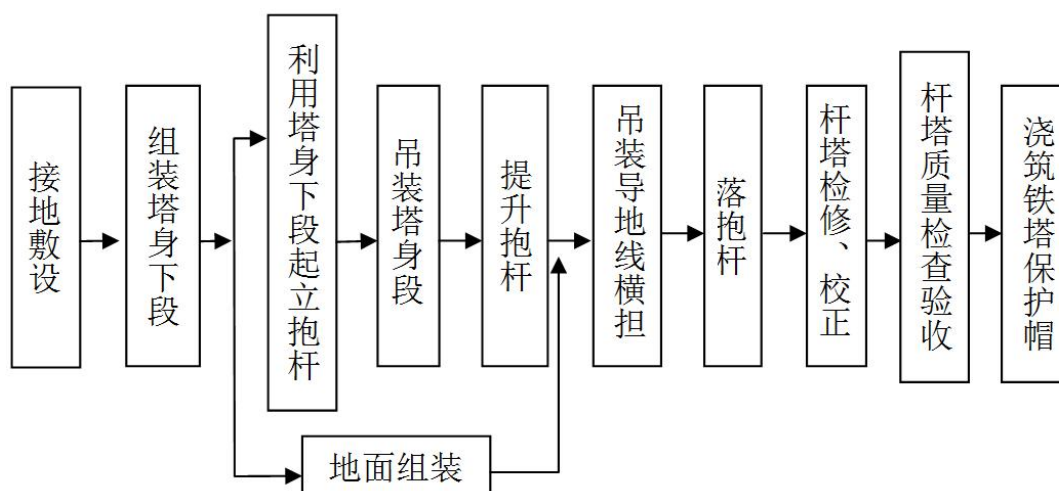 接地敷设
组装塔身下段
利用塔身下段起立抱杆
吊装塔身段
提升抱杆
吊装导地线横担
落抱杆
杆塔检修、校正
杆塔质量检查验收
浇筑铁塔保护帽
地面组装